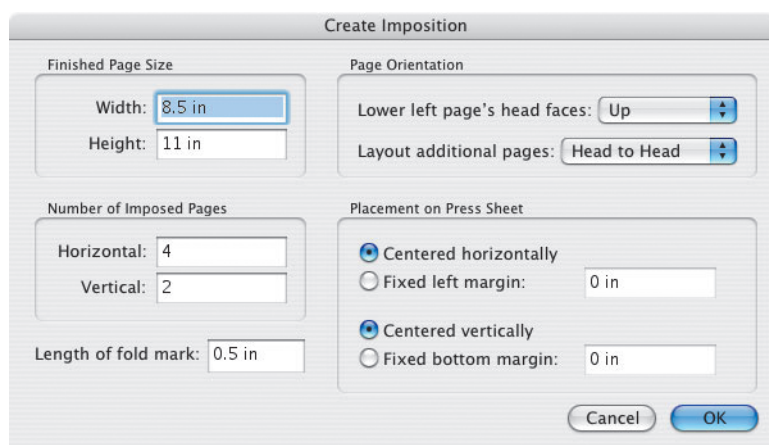 Create Imposition
Finished Page Size
Width: 8.5 in
Height: 11 in
Page Orientation
Lower left page's head faces: Up
Layout additional pages: Head to Head
Number of Imposed Pages
Horizontal: 4
Vertical: 2
Length of fold mark: 0.5 in
Placement on Press Sheet
Centered horizontally
Fixed left margin: 0 in
Centered vertically
Fixed bottom margin: 0 in
Cancel OK